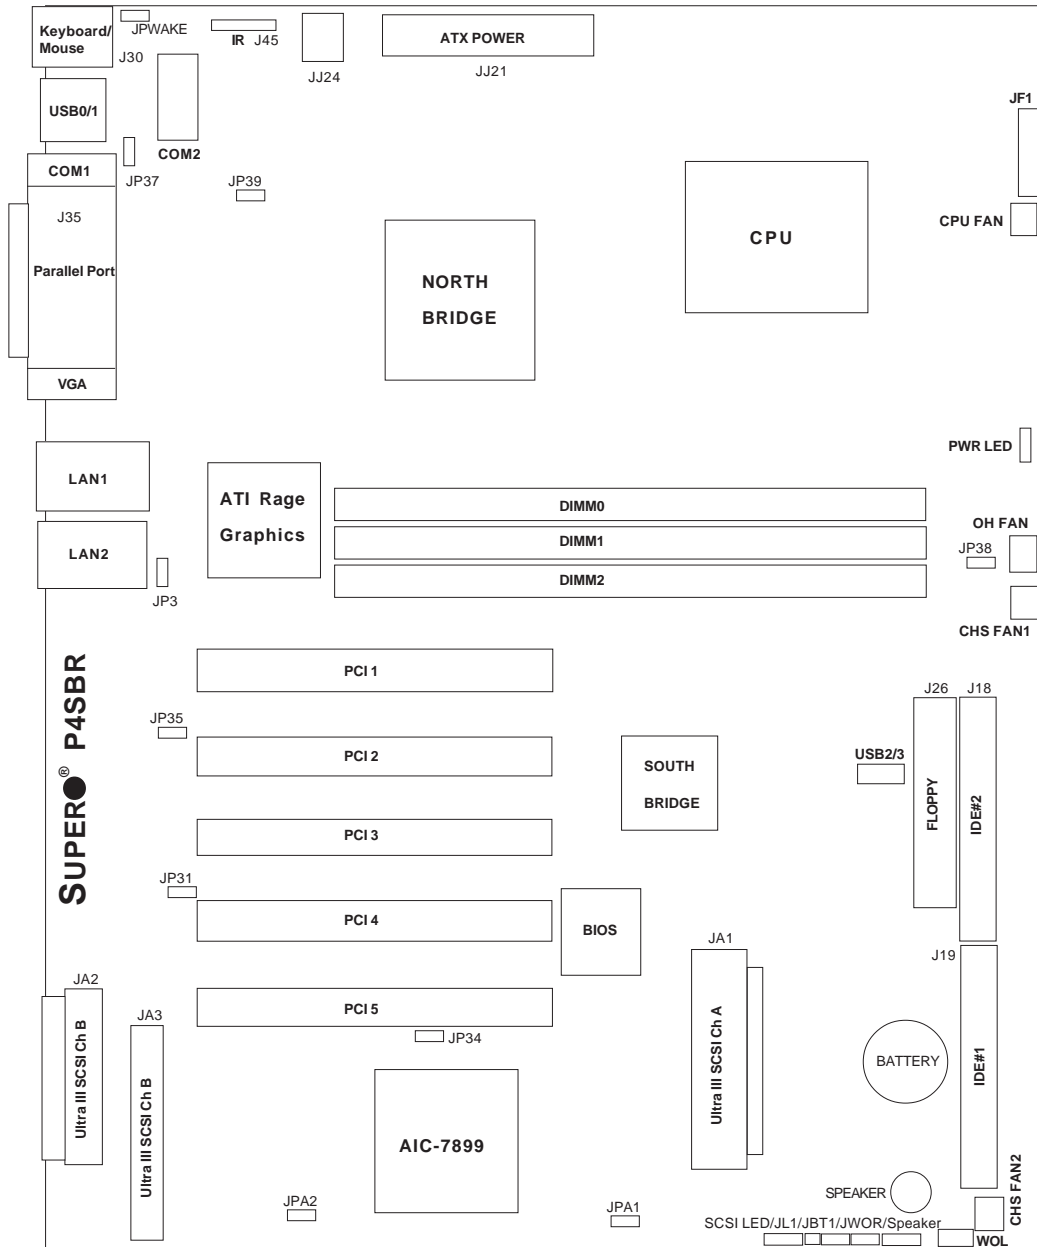 Keyboard/
Mouse
JPWAKE
IR J45
J30
JJ24
ATX POWER
JJ21
USB0/1
COM2
JF1
COM1
JP37
JP39
J35
Parallel Port
VGA
CPU FAN
CPU
NORTH
BRIDGE
PWR LED
LAN1
LAN2
JP3
ATI Rage
Graphics
DIMM0
DIMM1
DIMM2
OH FAN
JP38
CHS FAN1
SUPER® P4SBR
PCI 1
JP35
PCI 2
PCI 3
JP31
PCI 4
PCI 5
JP34
SOUTH
BRIDGE
BIOS
USB2/3
J26
J18
FLOPPY
IDE#2
J19
IDE#1
JA1
Ultra III SCSI Ch A
BATTERY
JA2
Ultra III SCSI Ch B
JA3
Ultra III SCSI Ch B
AIC-7899
JPA2
JPA1
SPEAKER
CHS FAN2
SCSI LED/JL1/JBT1/JWOR/Speaker
WOL